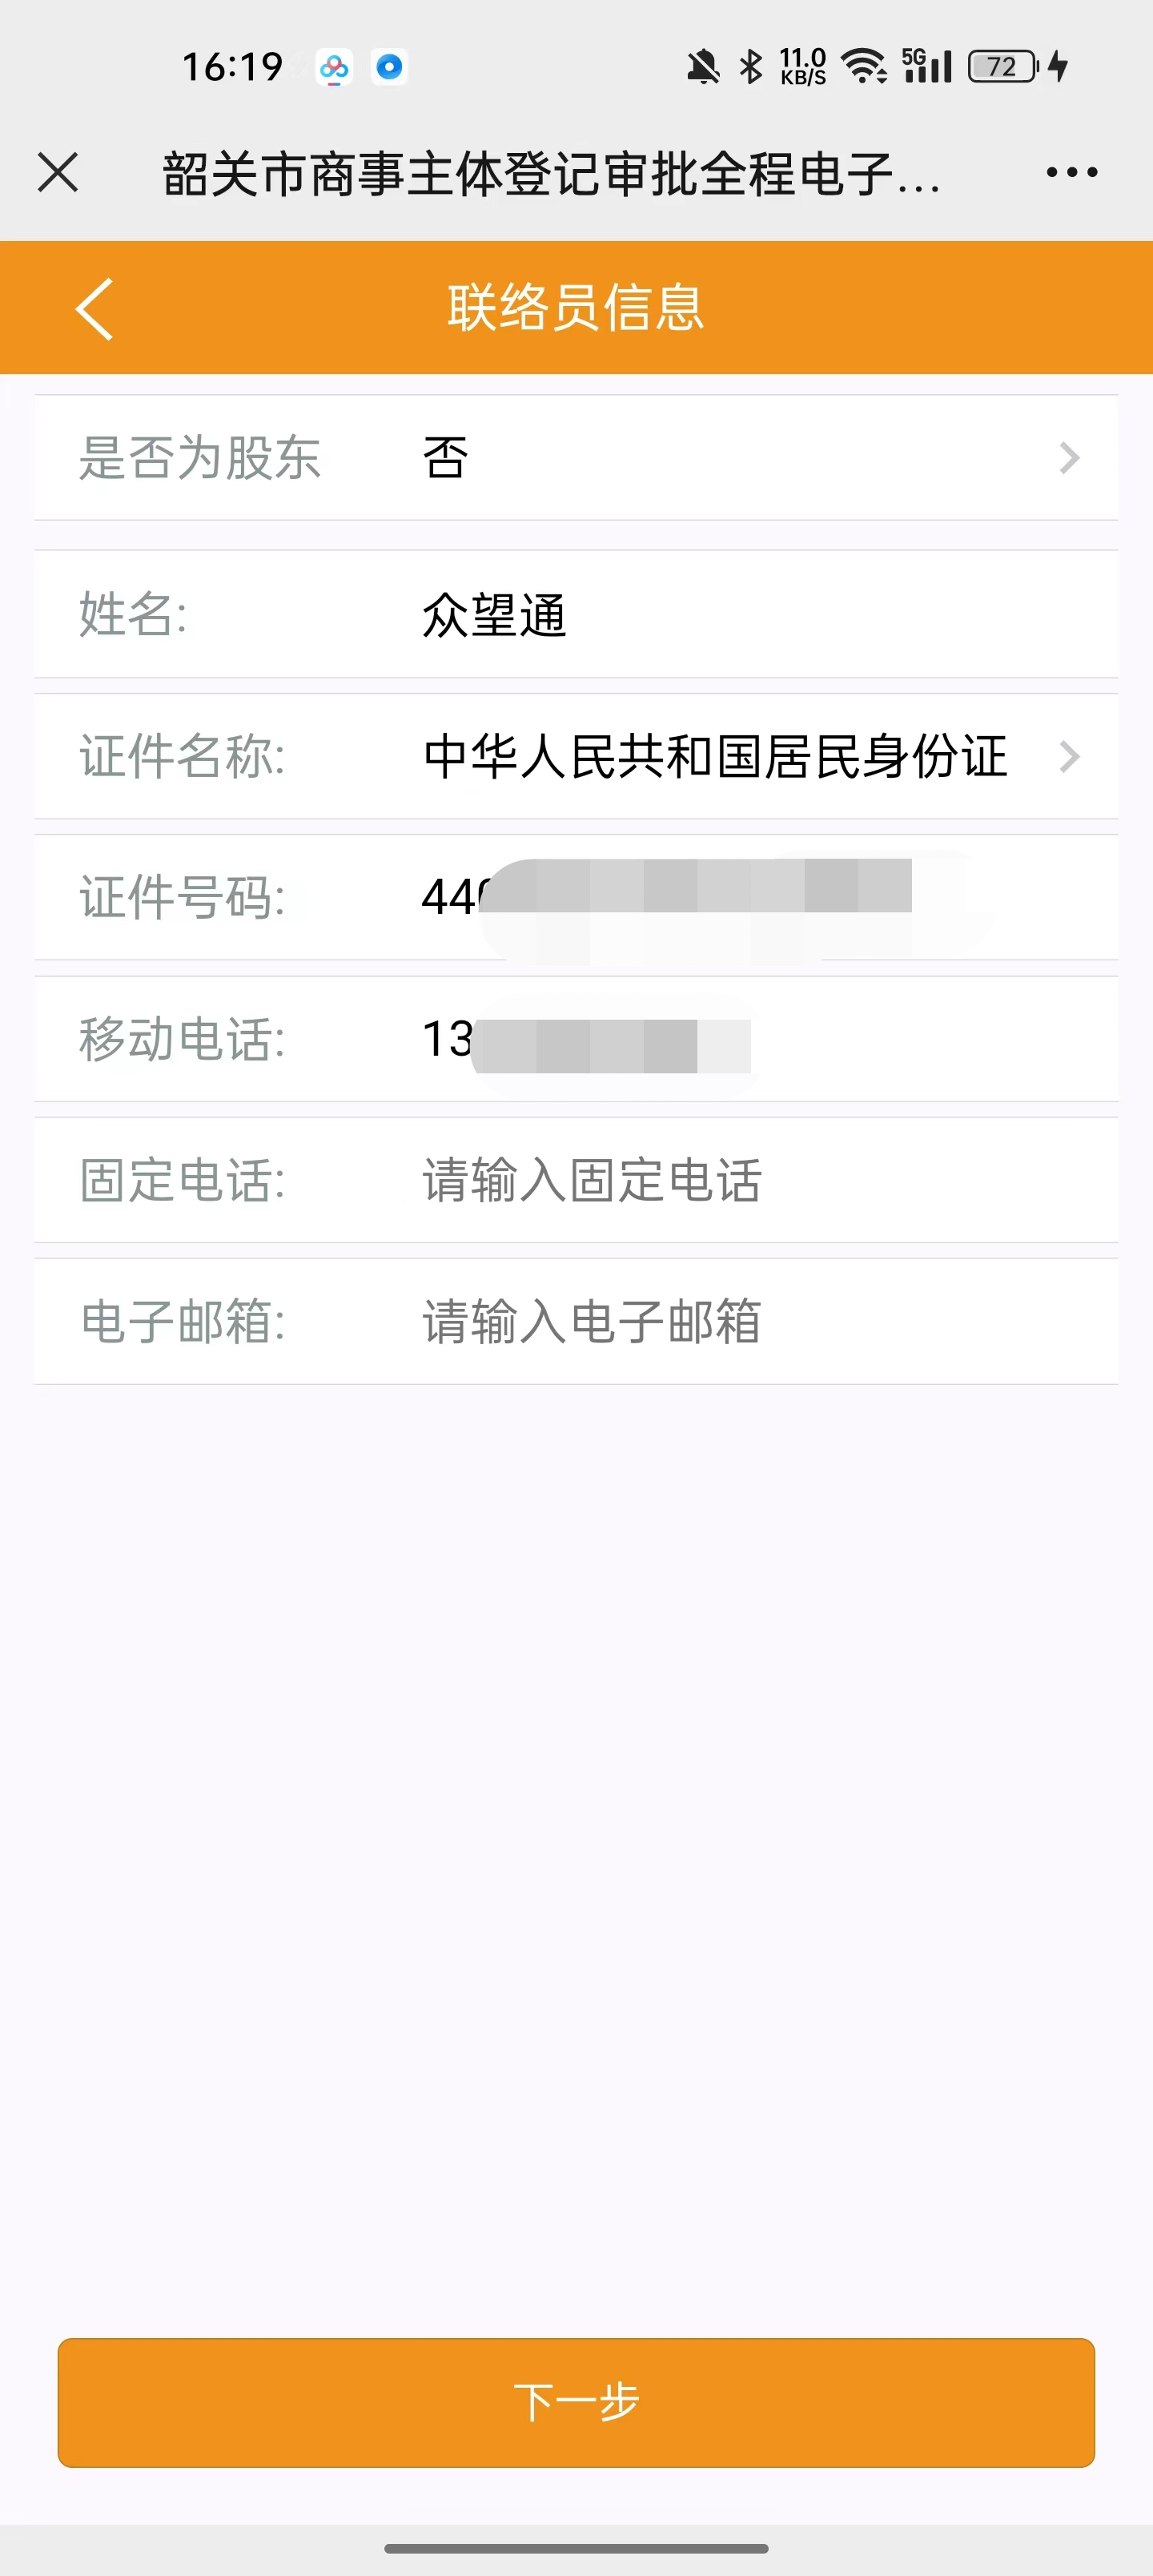 16:19
11.0
KB/S
5G
72
韶关市商事主体登记审批全程电子...
联络员信息
是否为股东 否
姓名: 众望通
证件名称: 中华人民共和国居民身份证
证件号码: 44
移动电话: 13
固定电话: 请输入固定电话
电子邮箱: 请输入电子邮箱
下一步